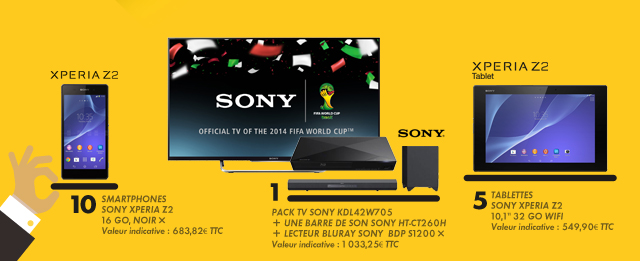 XPERIA Z2
10
SMARTPHONES
SONY XPERIA Z2
16 GO, NOIR ×
Valeur indicative : 683,82€ TTC
SONY
FIFA WORLD CUP
Brasil
OFFICIAL TV OF THE 2014 FIFA WORLD CUP™
SONY
1
PACK TV SONY KDL42W705
+ UNE BARRE DE SON SONY HT-CT260H
+ LECTEUR BLURAY SONY BDP S1200 ×
Valeur indicative : 1 033,25€ TTC
XPERIA Z2
Tablet
5
TABLETTES
SONY XPERIA Z2
10,1" 32 GO WIFI
Valeur indicative : 549,90€ TTC